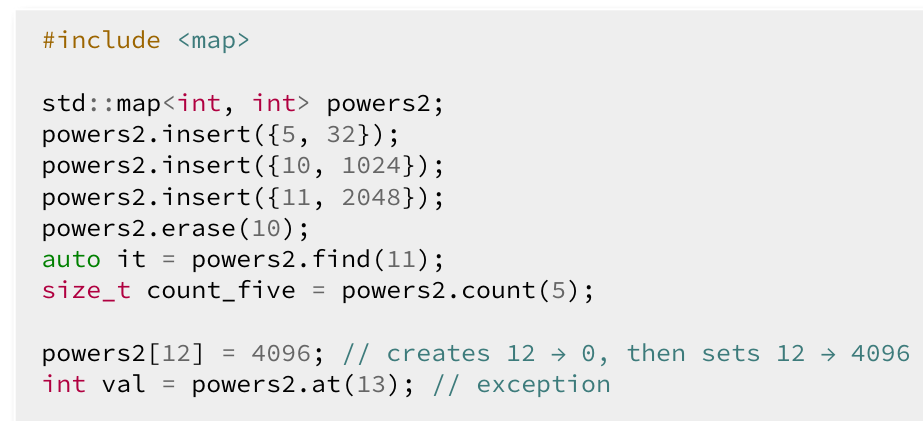 #include <map>
std::map<int, int> powers2;
powers2.insert({5, 32});
powers2.insert({10, 1024});
powers2.insert({11, 2048});
powers2.erase(10);
auto it = powers2.find(11);
size_t count_five = powers2.count(5);
powers2[12] = 4096; // creates 12 → 0, then sets 12 → 4096
int val = powers2.at(13); // exception